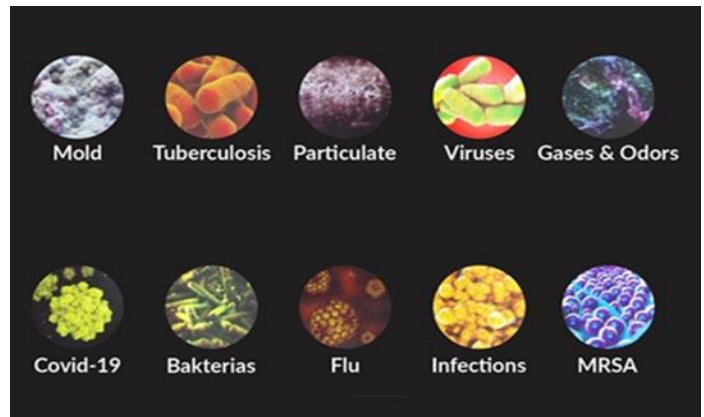 Mold
Tuberculosis
Particulate
Viruses
Gases & Odors
Covid-19
Bakterias
Flu
Infections
MRSA